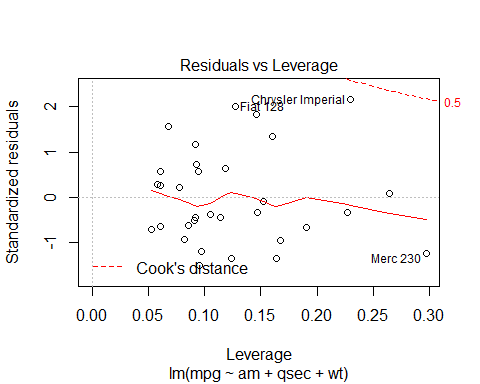 Residuals vs Leverage
Standardized residuals
2
1
0
-1
Chrysler Imperial
Fiat 128
0.5
Merc 230
Cook's distance
0.00 0.05 0.10 0.15 0.20 0.25 0.30
Leverage
lm(mpg ~ am + qsec + wt)